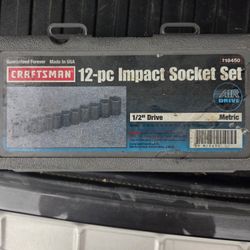 Guaranteed Forever Made In USA
CRAFTSMAN 12-pc Impact Socket Set
AIR
DRIVE
1/2" Drive Metric